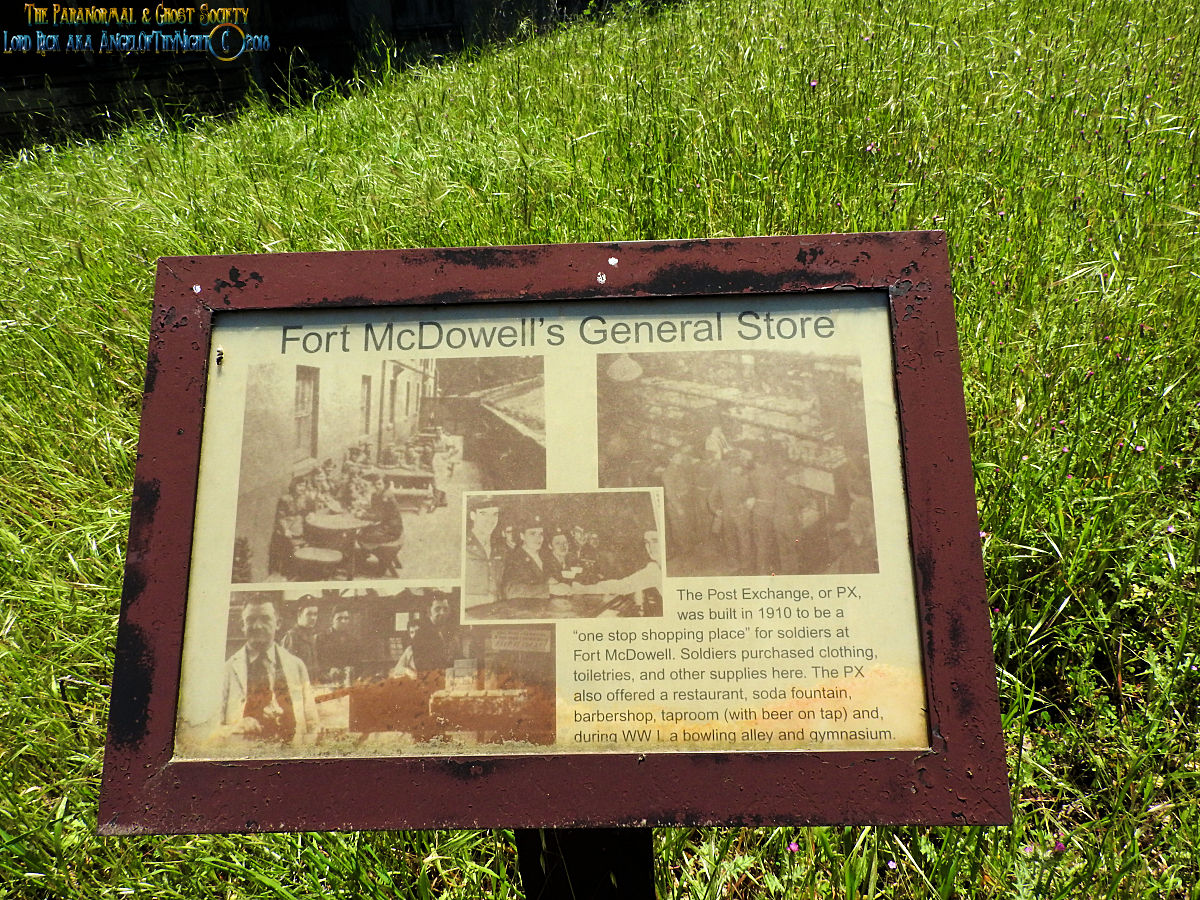 The Paranormal & Ghost Society
Lord Rick aka AngelOfThyNight © 2018
Fort McDowell's General Store
The Post Exchange, or PX,
was built in 1910 to be a
"one stop shopping place" for soldiers at
Fort McDowell. Soldiers purchased clothing,
toiletries, and other supplies here. The PX
also offered a restaurant, soda fountain,
barbershop, taproom (with beer on tap) and,
during WW I, a bowling alley and gymnasium.